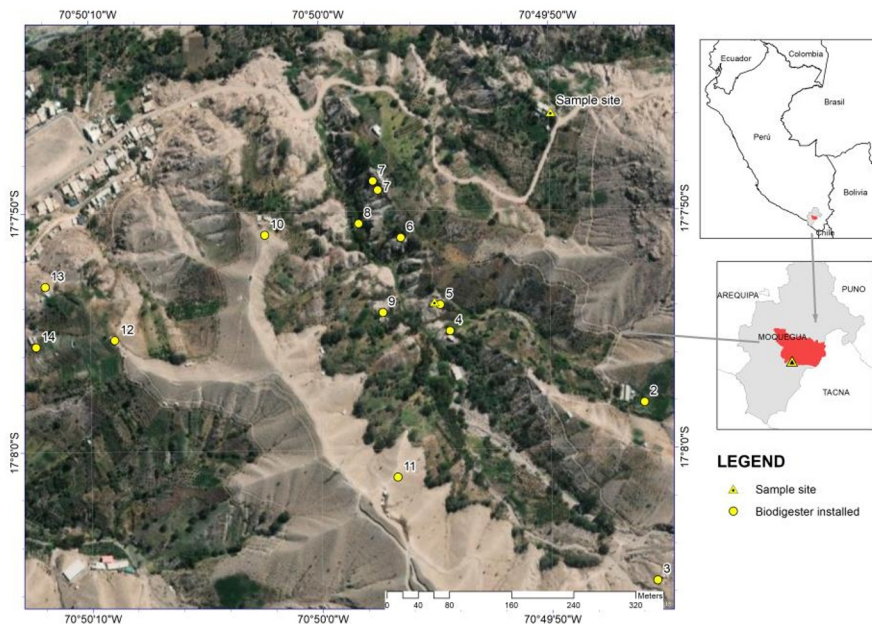 70°50'10"W
70°50'0"W
70°49'50"W
Sample site
7
7
8
6
10
17°7'50"S
17°7'50"S
13
5
9
4
12
14
2
17°8'0"S
17°8'0"S
11
3
Meters
0 20 40 80 160 240 320
70°50'10"W
70°50'0"W
70°49'50"W
Ecuador
Colombia
Perú
Brasil
Bolivia
Chile
AREQUIPA
PUNO
MOQUEGUA
TACNA
LEGEND
Sample site
Biodigester installed